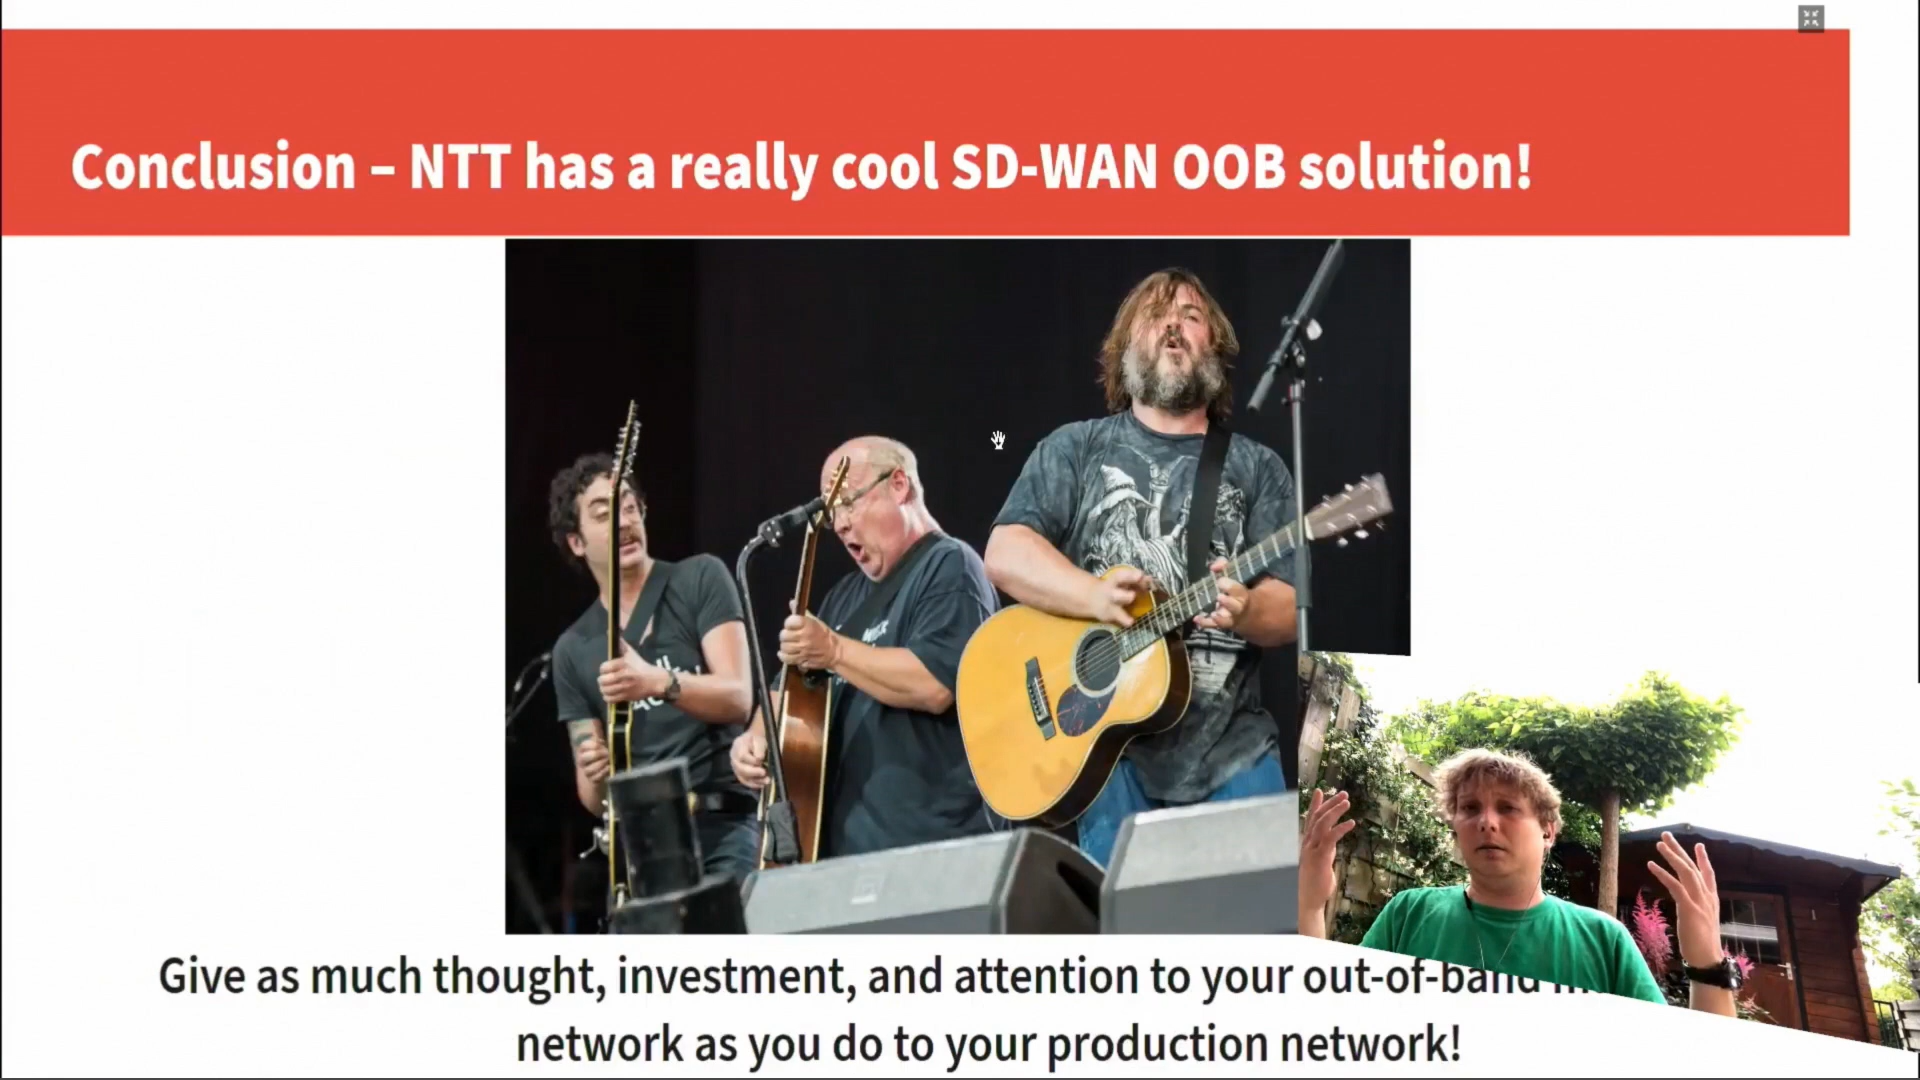 Conclusion – NTT has a really cool SD-WAN OOB solution!
Give as much thought, investment, and attention to your out-of-band
network as you do to your production network!